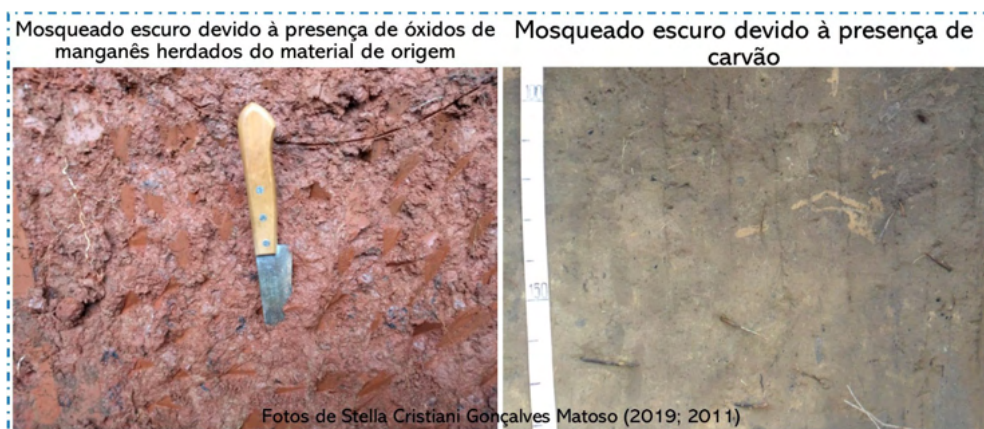 Mosqueado escuro devido à presença de óxidos de
manganês herdados do material de origem
Mosqueado escuro devido à presença de
carvão
100
150
Fotos de Stella Cristiani Gonçalves Matoso (2019; 2011)